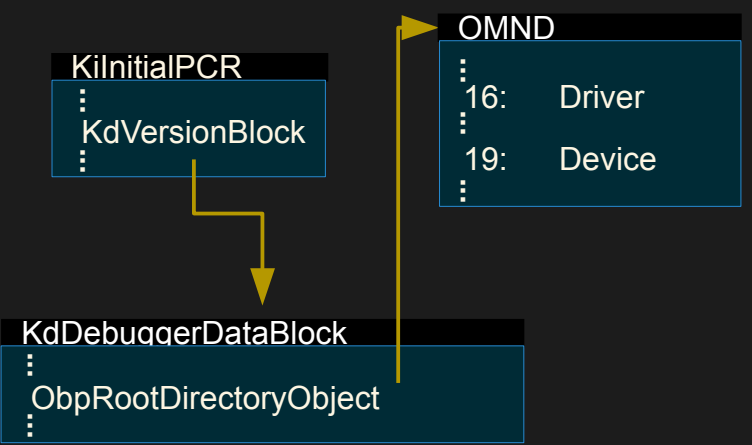 KiInitialPCR
⋮
KdVersionBlock
⋮
OMND
⋮
16: Driver
⋮
19: Device
⋮
KdDebuggerDataBlock
⋮
ObpRootDirectoryObject
⋮